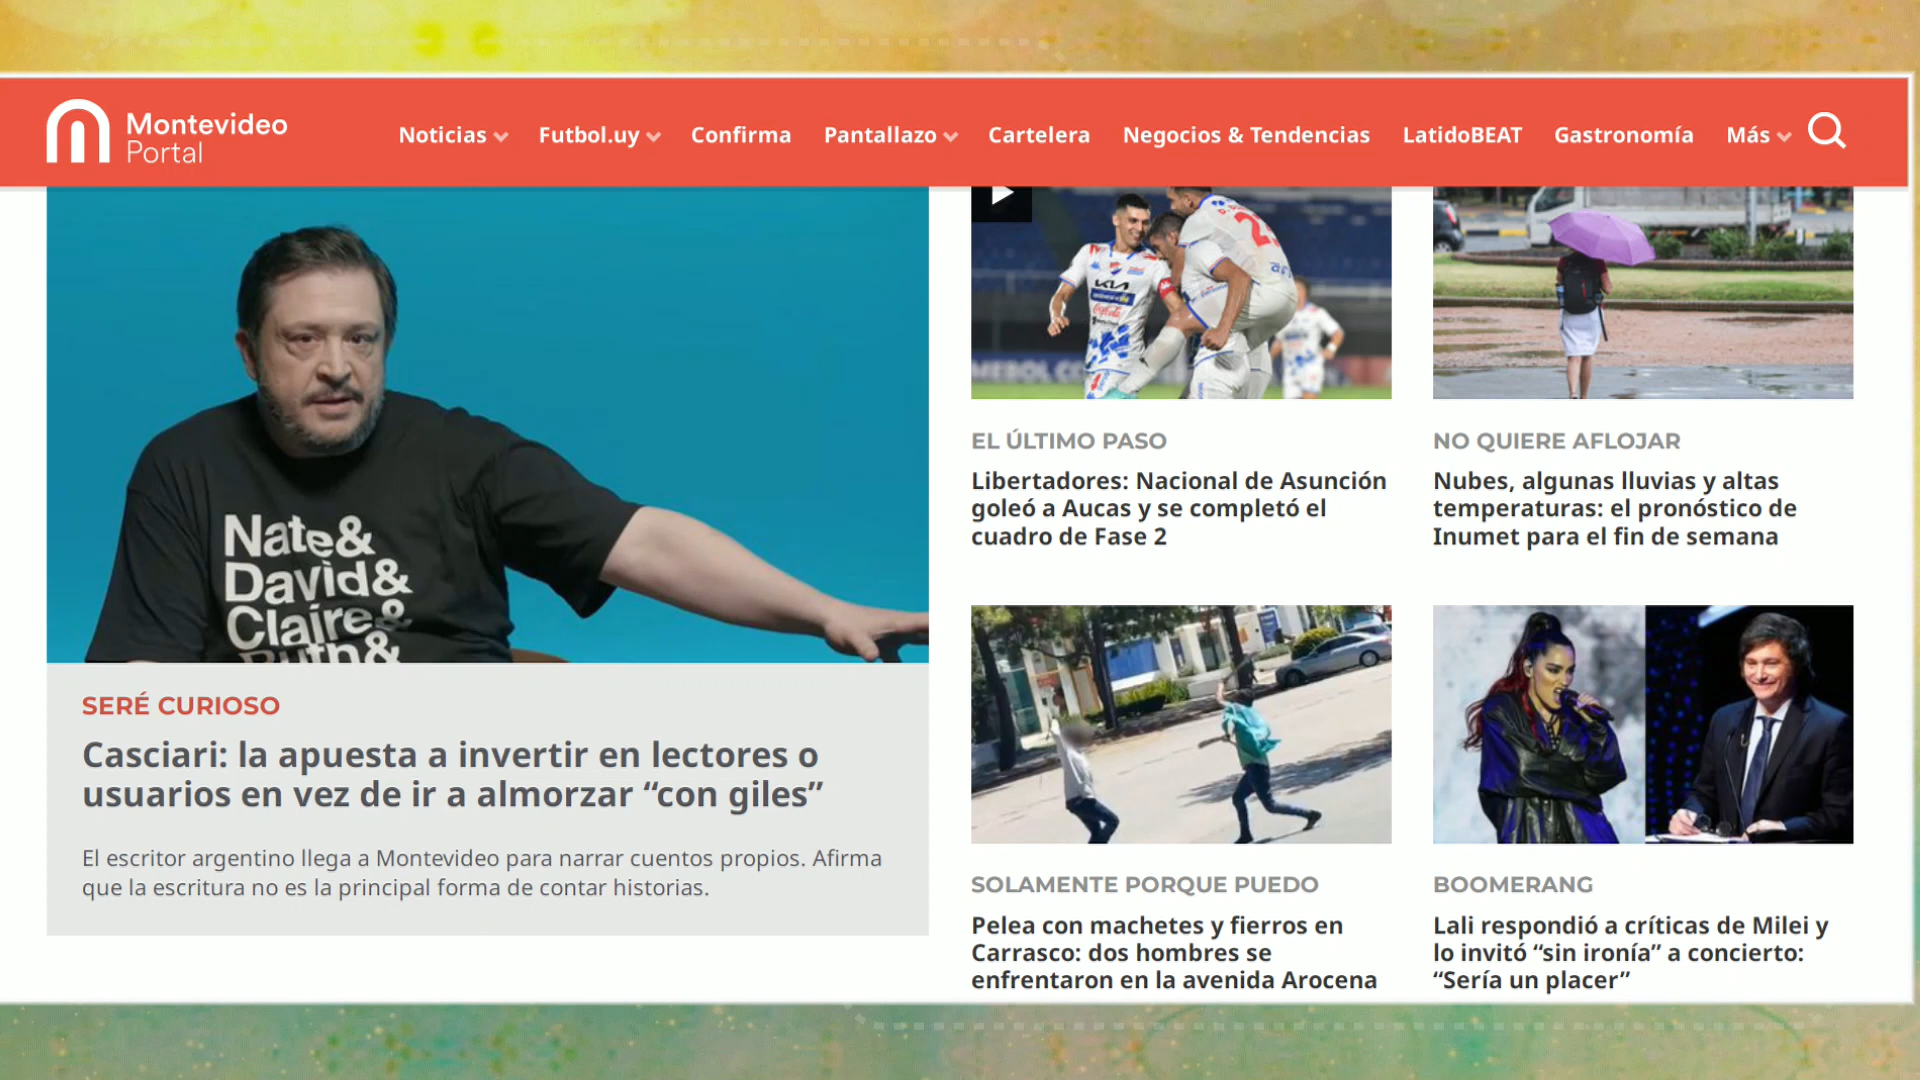 Montevideo
Portal
Noticias
Futbol.uy
Confirma
Pantallazo
Cartelera
Negocios & Tendencias
LatidoBEAT
Gastronomía
Más
Nate&
David&
Claire&
Ruth&
SERÉ CURIOSO
Casciari: la apuesta a invertir en lectores o
usuarios en vez de ir a almorzar “con giles”
El escritor argentino llega a Montevideo para narrar cuentos propios. Afirma
que la escritura no es la principal forma de contar historias.
KIA
Coca-Cola
EL ÚLTIMO PASO
Libertadores: Nacional de Asunción
goleó a Aucas y se completó el
cuadro de Fase 2
NO QUIERE AFLOJAR
Nubes, algunas lluvias y altas
temperaturas: el pronóstico de
Inumet para el fin de semana
SOLAMENTE PORQUE PUEDO
Pelea con machetes y fierros en
Carrasco: dos hombres se
enfrentaron en la avenida Arocena
BOOMERANG
Lali respondió a críticas de Milei y
lo invitó “sin ironía” a concierto:
“Sería un placer”